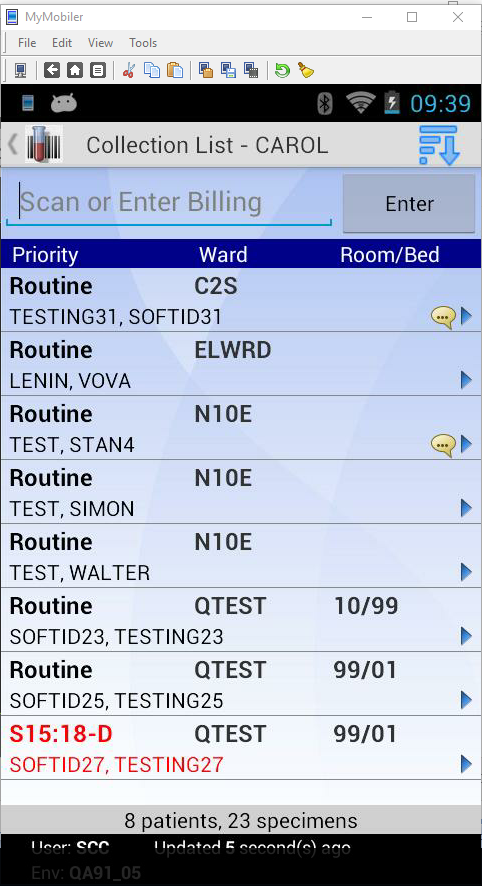 MyMobiler
File Edit View Tools
09:39
Collection List - CAROL
Scan or Enter Billing Enter
Priority Ward Room/Bed
Routine C2S
TESTING31, SOFTID31
Routine ELWRD
LENIN, VOVA
Routine N10E
TEST, STAN4
Routine N10E
TEST, SIMON
Routine N10E
TEST, WALTER
Routine QTEST 10/99
SOFTID23, TESTING23
Routine QTEST 99/01
SOFTID25, TESTING25
S15:18-D QTEST 99/01
SOFTID27, TESTING27
8 patients, 23 specimens
User: SCC Updated 5 second(s) ago
Env: QA91_05